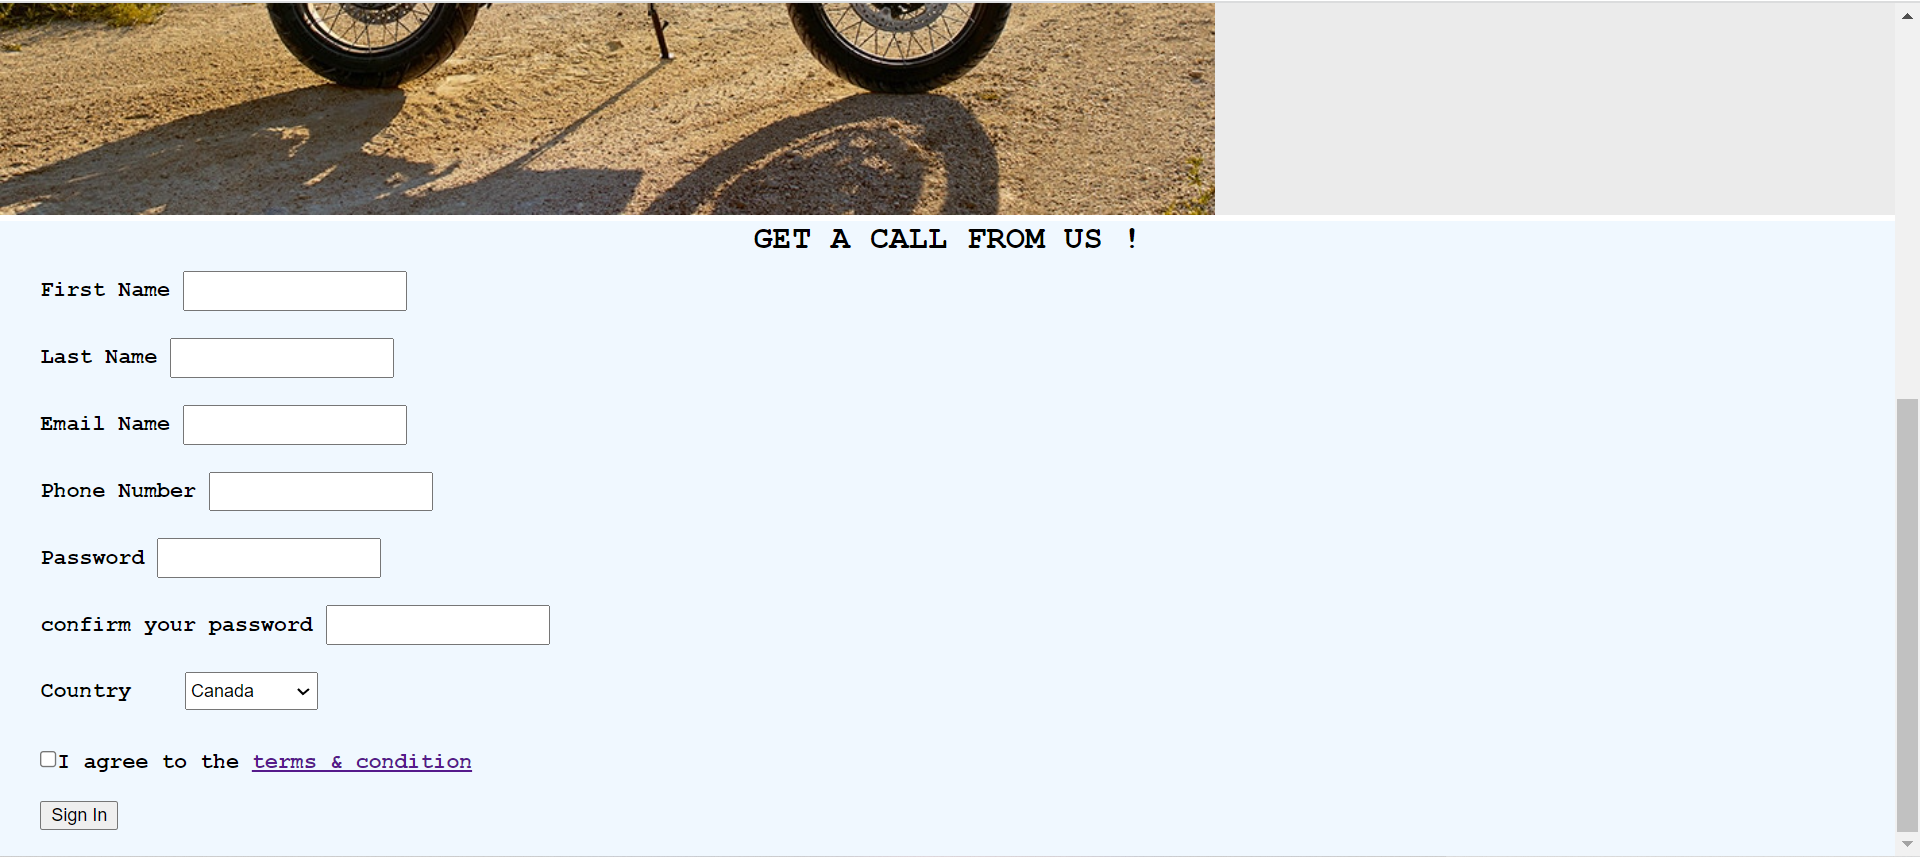 GET A CALL FROM US !
First Name
Last Name
Email Name
Phone Number
Password
confirm your password
Country Canada
I agree to the terms & condition
Sign In